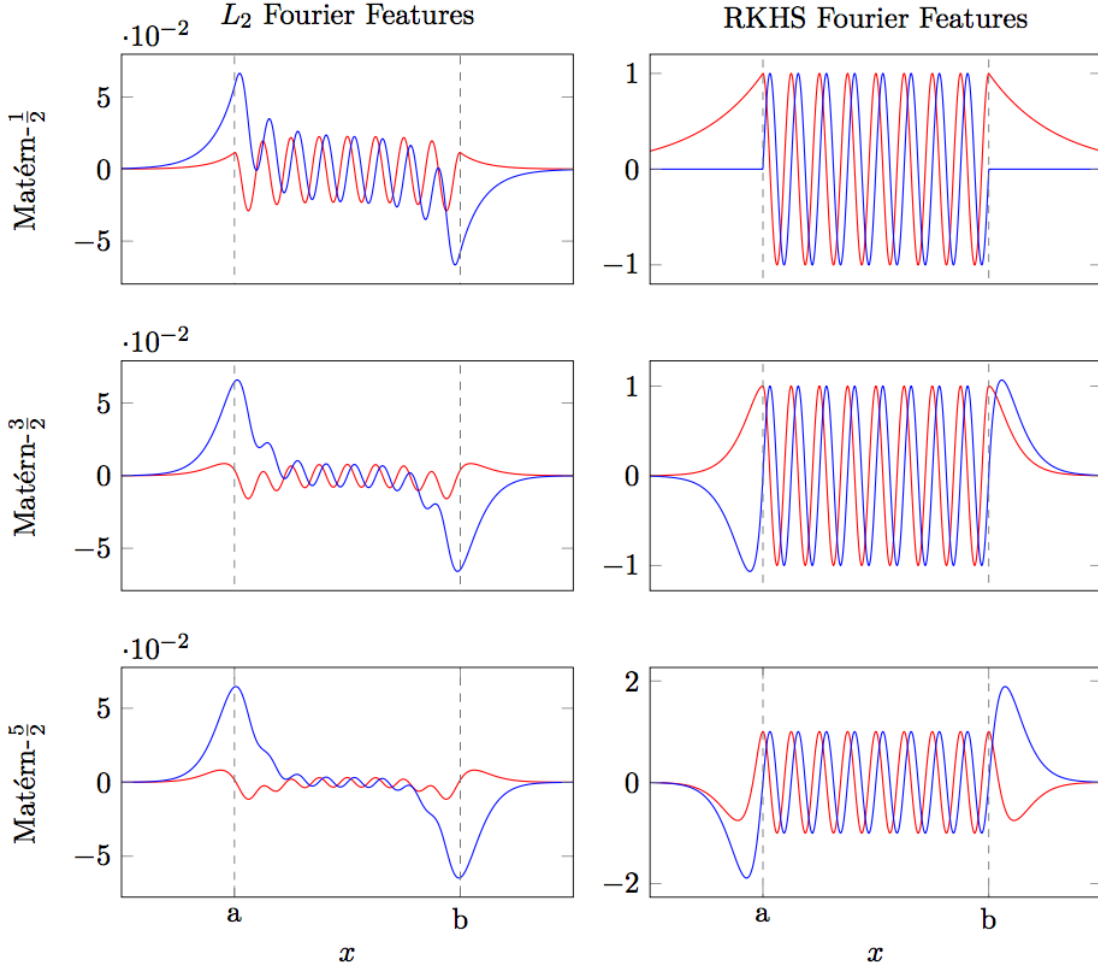 L₂ Fourier Features
RKHS Fourier Features
·10⁻²
Matérn-½
5
0
−5
1
0
−1
·10⁻²
Matérn-3/2
5
0
−5
1
0
−1
·10⁻²
Matérn-5/2
5
0
−5
2
0
−2
a
b
a
b
x
x